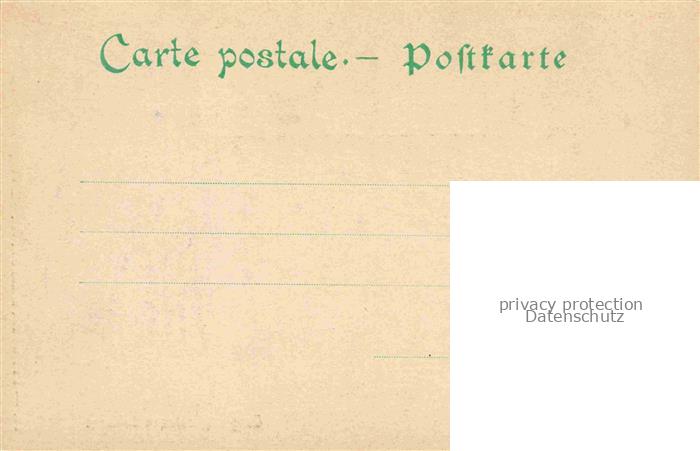 Carte postale.— Poſtkarte
privacy protection
Datenschutz